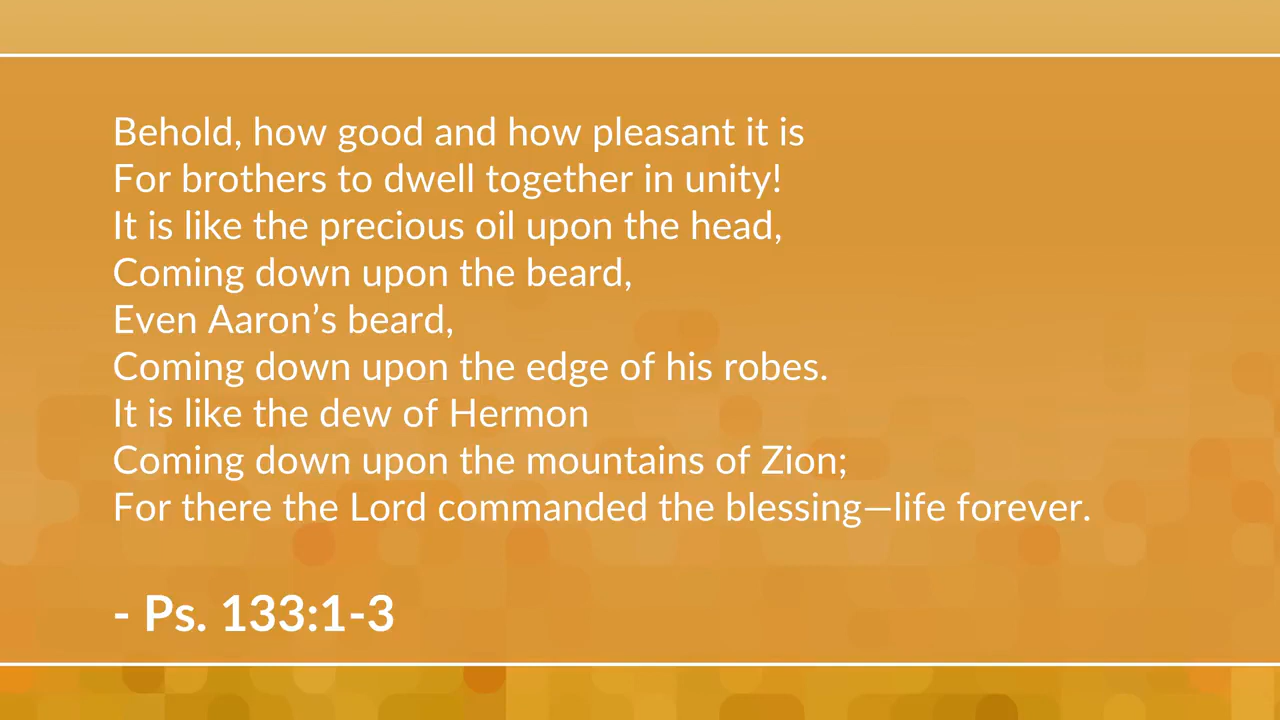 Behold, how good and how pleasant it is
For brothers to dwell together in unity!
It is like the precious oil upon the head,
Coming down upon the beard,
Even Aaron’s beard,
Coming down upon the edge of his robes.
It is like the dew of Hermon
Coming down upon the mountains of Zion;
For there the Lord commanded the blessing—life forever.
- Ps. 133:1-3